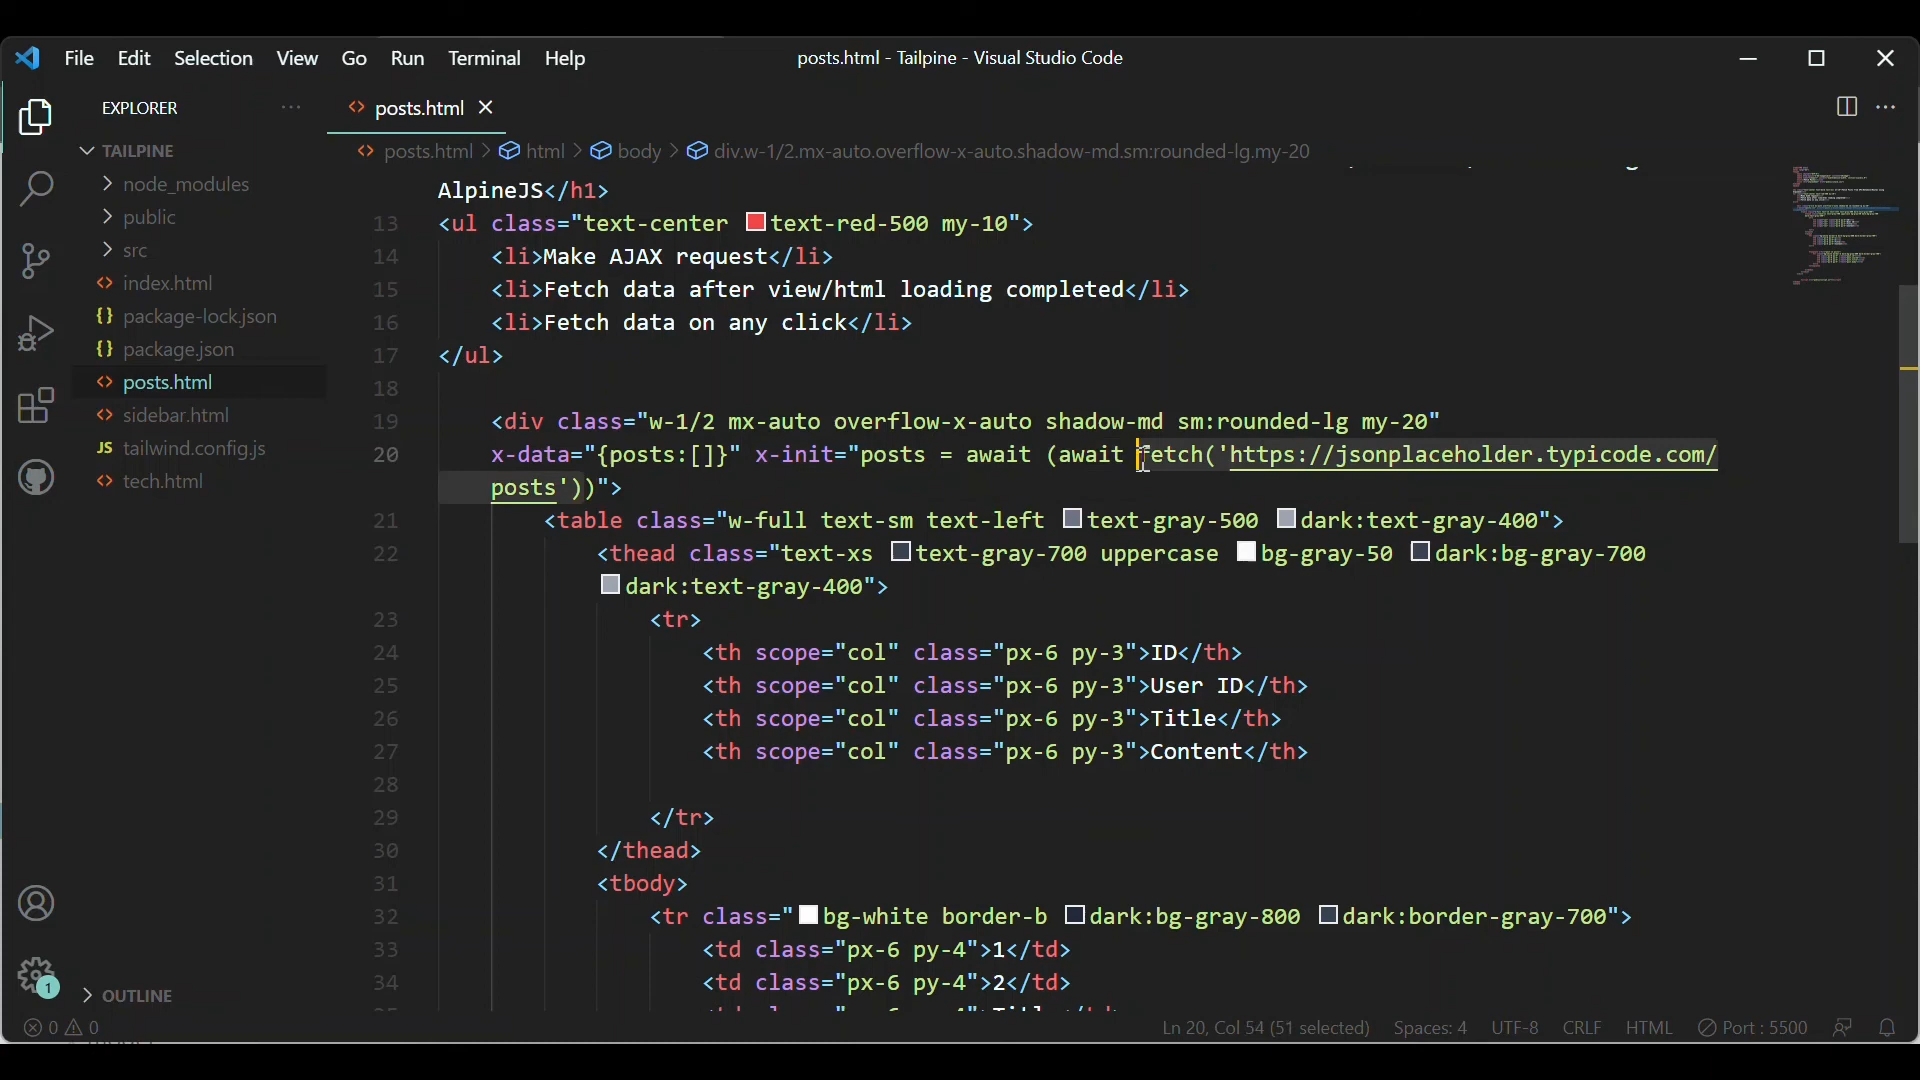 File Edit Selection View Go Run Terminal Help
posts.html - Tailpine - Visual Studio Code
EXPLORER ···
posts.html
TAILPINE
node_modules
public
src
index.html
package-lock.json
package.json
posts.html
sidebar.html
tailwind.config.js
tech.html
OUTLINE
1
posts.html > html > body > div.w-1/2.mx-auto.overflow-x-auto.shadow-md.sm:rounded-lg.my-20
AlpineJS</h1>
13 <ul class="text-center text-red-500 my-10">
14 <li>Make AJAX request</li>
15 <li>Fetch data after view/html loading completed</li>
16 <li>Fetch data on any click</li>
17 </ul>
18
19 <div class="w-1/2 mx-auto overflow-x-auto shadow-md sm:rounded-lg my-20"
20 x-data="{posts:[]}" x-init="posts = await (await fetch('https://jsonplaceholder.typicode.com/
posts'))">
21 <table class="w-full text-sm text-left text-gray-500 dark:text-gray-400">
22 <thead class="text-xs text-gray-700 uppercase bg-gray-50 dark:bg-gray-700
dark:text-gray-400">
23 <tr>
24 <th scope="col" class="px-6 py-3">ID</th>
25 <th scope="col" class="px-6 py-3">User ID</th>
26 <th scope="col" class="px-6 py-3">Title</th>
27 <th scope="col" class="px-6 py-3">Content</th>
28
29 </tr>
30 </thead>
31 <tbody>
32 <tr class="bg-white border-b dark:bg-gray-800 dark:border-gray-700">
33 <td class="px-6 py-4">1</td>
34 <td class="px-6 py-4">2</td>
0 0
Ln 20, Col 54 (51 selected) Spaces: 4 UTF-8 CRLF HTML Port : 5500